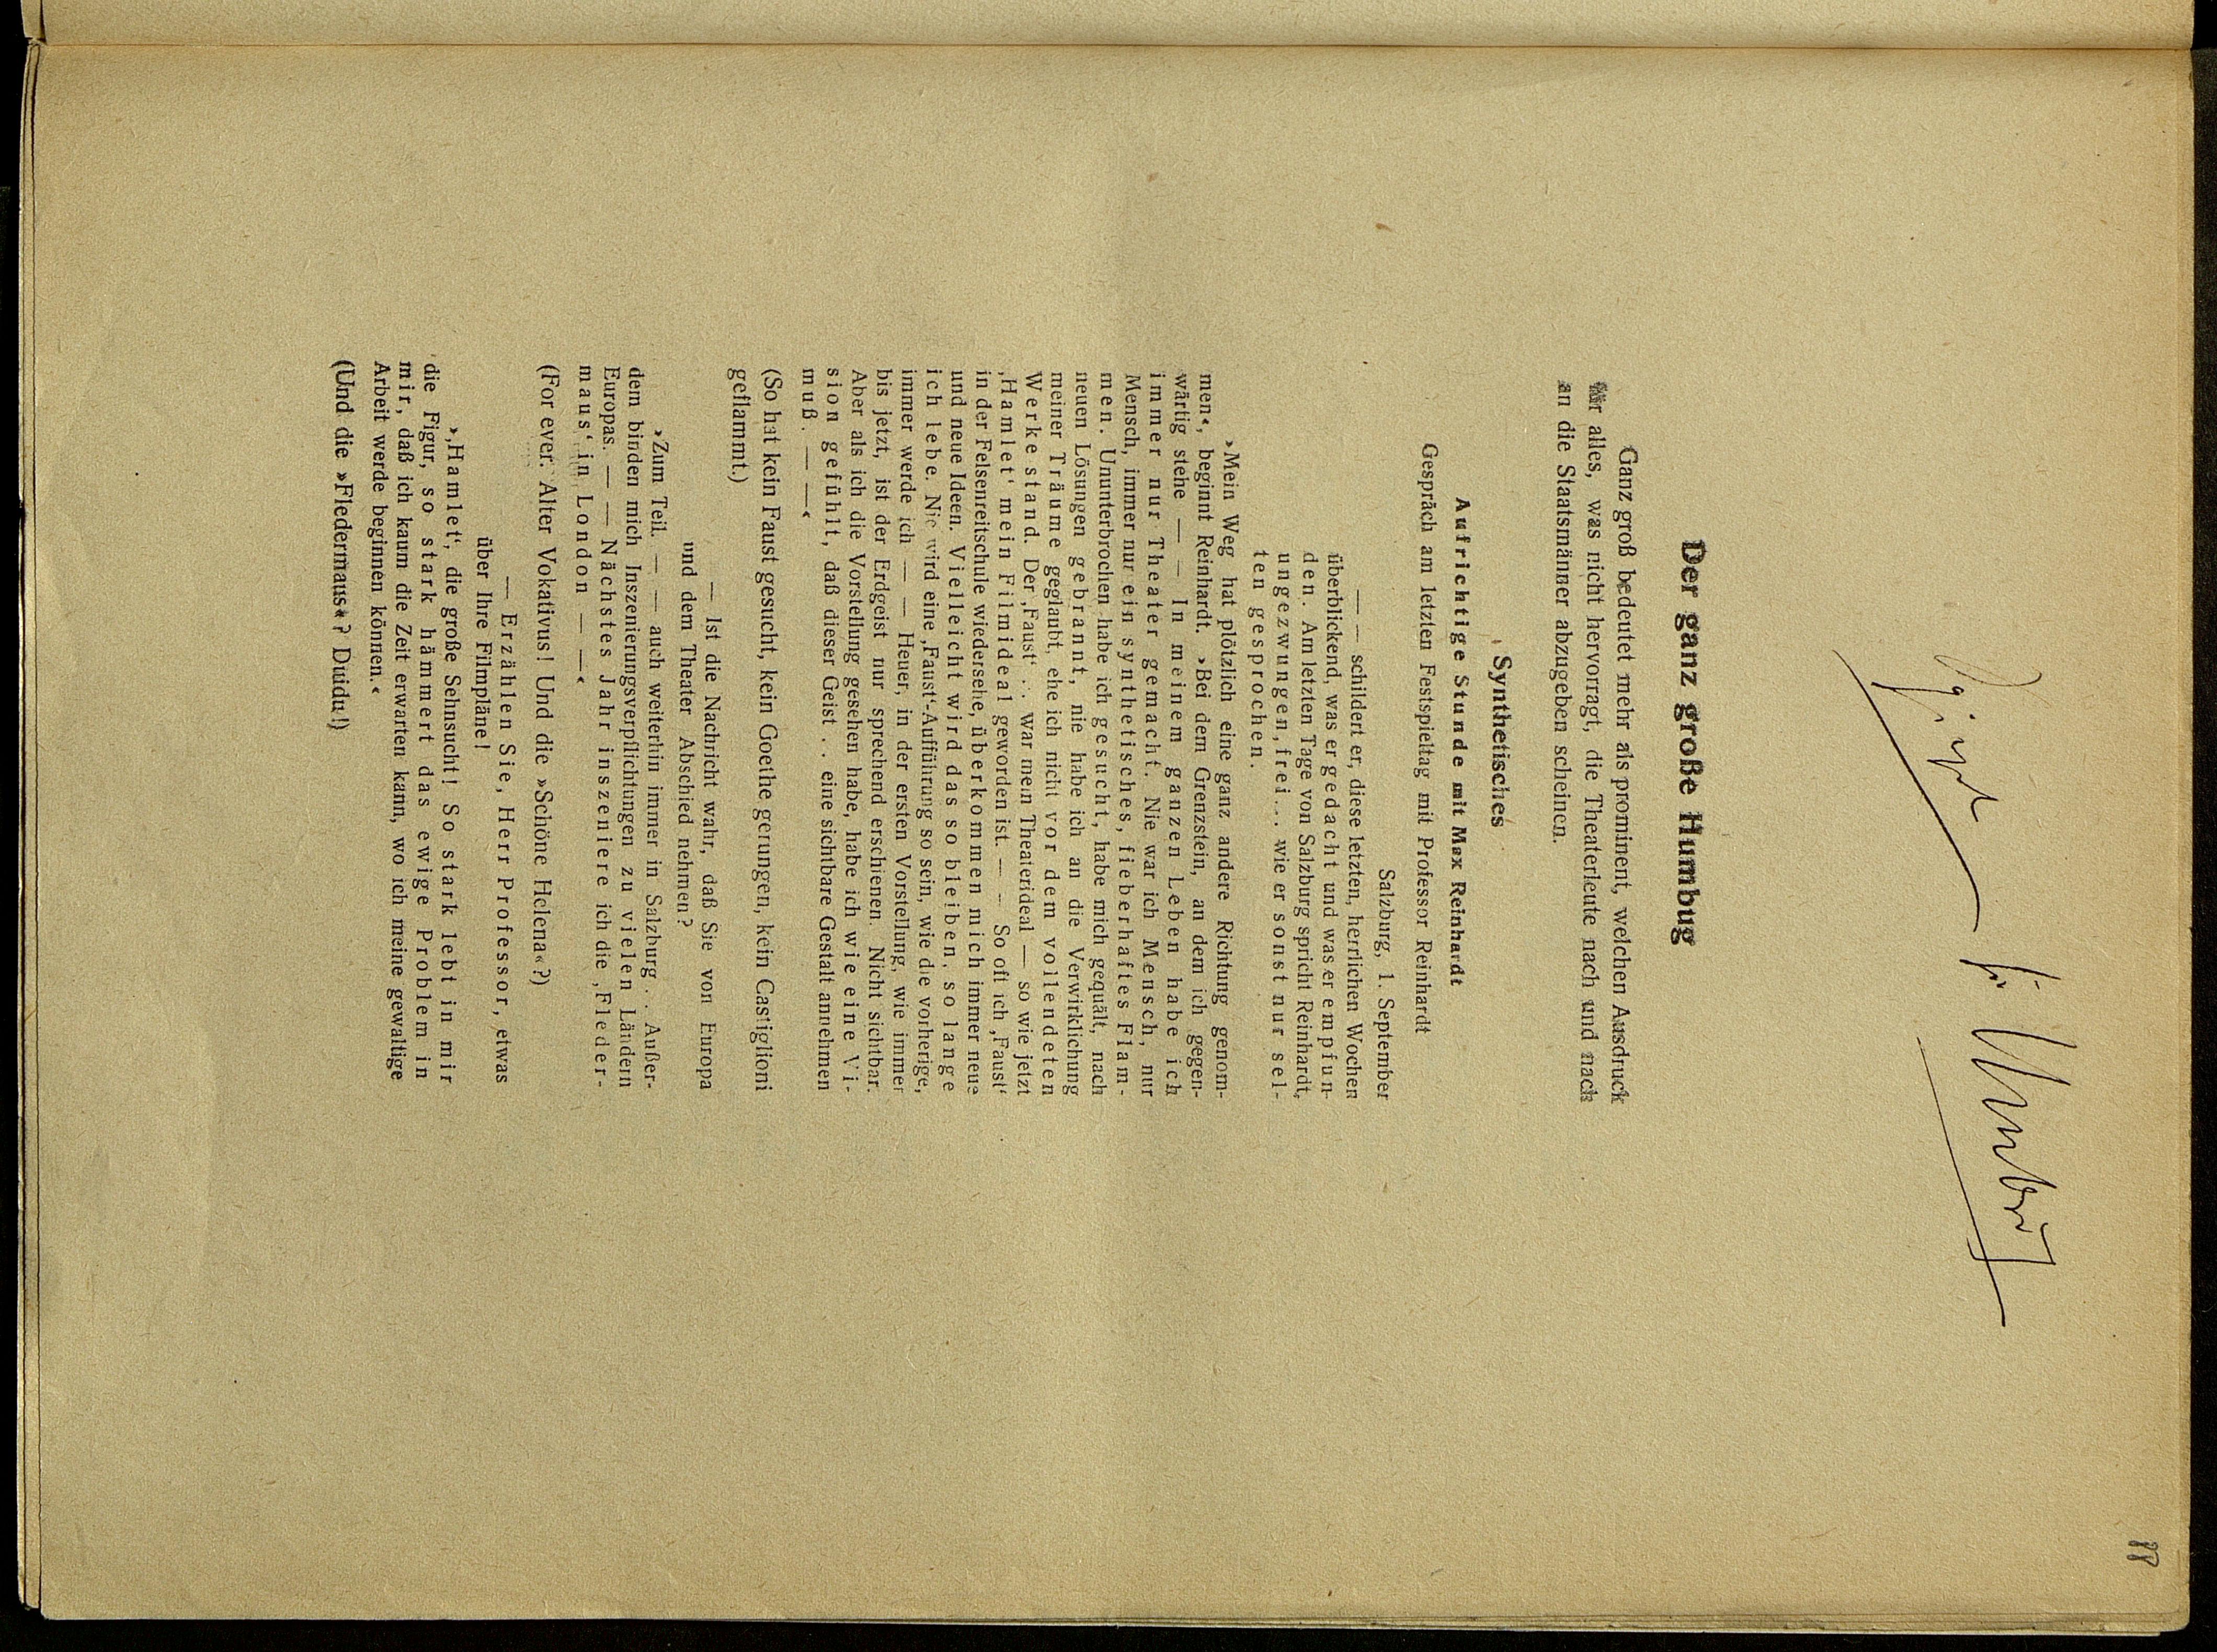 88
Der ganz große Humbug
Ganz groß bedeutet mehr als prominent, welchen Ausdruck
für alles, was nicht hervorragt, die Theaterleute nach und nach
an die Staatsmänner abzugeben scheinen.
Synthetisches
Aufrichtige Stunde mit Max Reinhardt
Gespräch am letzten Festspieltag mit Professor Reinhardt
Salzburg, 1. September
— — schildert er, diese letzten, herrlichen Wochen
überblickend, was er gedacht und was er empfun-
den. Am letzten Tage von Salzburg spricht Reinhardt,
ungezwungen, frei... wie er sonst nur sel-
ten gesprochen.
»Mein Weg hat plötzlich eine ganz andere Richtung genom-
men«, beginnt Reinhardt. »Bei dem Grenzstein, an dem ich gegen-
wärtig stehe — — In meinem ganzen Leben habe ich
immer nur Theater gemacht. Nie war ich Mensch, nur
Mensch, immer nur ein synthetisches, fieberhaftes Flam-
men. Ununterbrochen habe ich gesucht, habe mich gequält, nach
neuen Lösungen gebrannt, nie habe ich an die Verwirklichung
meiner Träume geglaubt, ehe ich nicht vor dem vollendeten
Werke stand. Der ‚Faust‘ .. war mein Theaterideal — so wie jetzt
‚Hamlet‘ mein Filmideal geworden ist. — — So oft ich ‚Faust‘
in der Felsenreitschule wiedersehe, überkommen mich immer neue
und neue Ideen. Vielleicht wird das so bleiben, so lange
ich lebe. Nie wird eine ‚Faust‘-Aufführung so sein, wie die vorherige,
immer werde ich — — Heuer, in der ersten Vorstellung, wie immer
bis jetzt, ist der Erdgeist nur sprechend erschienen. Nicht sichtbar.
Aber als ich die Vorstellung gesehen habe, habe ich wie eine Vi-
sion gefühlt, daß dieser Geist .. eine sichtbare Gestalt annehmen
muß. — —«
(So hat kein Faust gesucht, kein Goethe gerungen, kein Castiglioni
geflammt.)
— Ist die Nachricht wahr, daß Sie von Europa
und dem Theater Abschied nehmen?
»Zum Teil. — — auch weiterhin immer in Salzburg .. Außer-
dem binden mich Inszenierungsverpflichtungen zu vielen Ländern
Europas. — — Nächstes Jahr inszeniere ich die ‚Fleder-
maus‘ in London — —«
(For ever. Alter Vokativus! Und die »Schöne Helena«?)
— Erzählen Sie, Herr Professor, etwas
über Ihre Filmpläne!
»‚Hamlet‘, die große Sehnsucht! So stark lebt in mir
die Figur, so stark hämmert das ewige Problem in
mir, daß ich kaum die Zeit erwarten kann, wo ich meine gewaltige
Arbeit werde beginnen können.«
(Und die »Fledermaus«? Duidu!)